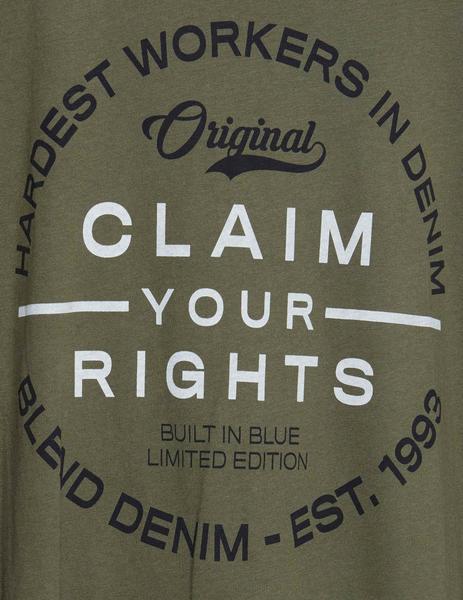 HARDEST WORKERS IN DENIM
Original
CLAIM
YOUR
RIGHTS
BUILT IN BLUE
LIMITED EDITION
BLEND DENIM - EST. 1993